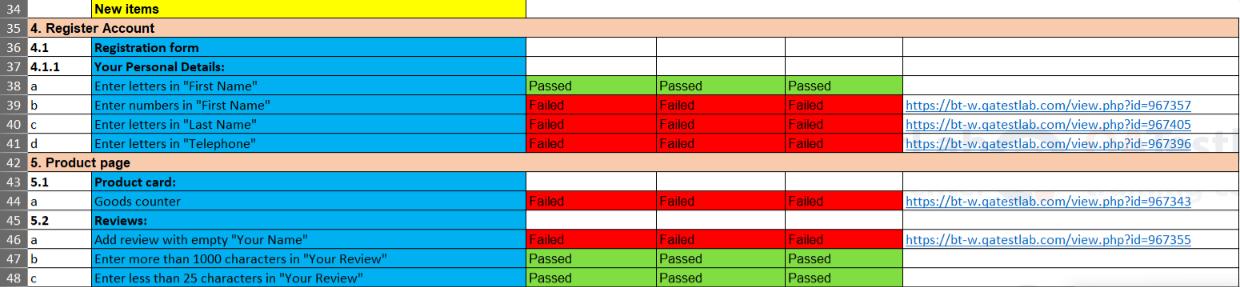 34 New items
35 4. Register Account
36 4.1 Registration form
37 4.1.1 Your Personal Details:
38 a Enter letters in "First Name" Passed Passed Passed
39 b Enter numbers in "First Name" Failed Failed Failed https://bt-w.qatestlab.com/view.php?id=967357
40 c Enter letters in "Last Name" Failed Failed Failed https://bt-w.qatestlab.com/view.php?id=967405
41 d Enter letters in "Telephone" Failed Failed Failed https://bt-w.qatestlab.com/view.php?id=967396
42 5. Product page
43 5.1 Product card:
44 a Goods counter Failed Failed Failed https://bt-w.qatestlab.com/view.php?id=967343
45 5.2 Reviews:
46 a Add review with empty "Your Name" Failed Failed Failed https://bt-w.qatestlab.com/view.php?id=967355
47 b Enter more than 1000 characters in "Your Review" Passed Passed Passed
48 c Enter less than 25 characters in "Your Review" Passed Passed Passed